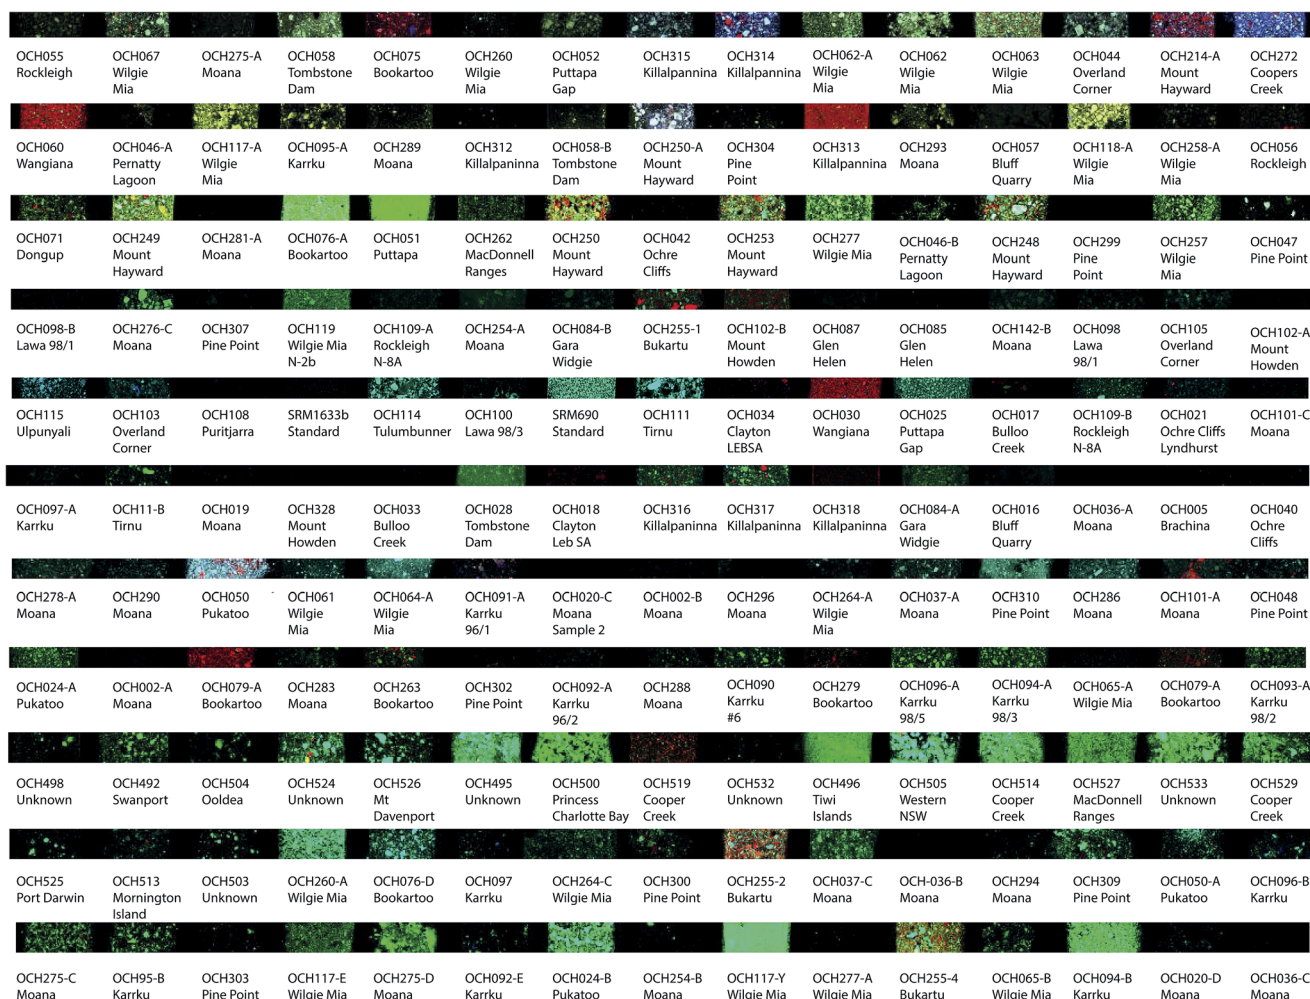 OCH055 OCH067 OCH275-A OCH058 OCH075 OCH260 OCH052 OCH315 OCH314 OCH062-A OCH062 OCH063 OCH044 OCH214-A OCH272
Rockleigh Wilgie Moana Tombstone Bookartoo Wilgie Puttapa Killalpannina Killalpannina Wilgie Wilgie Wilgie Overland Mount Coopers
Mia Dam Mia Gap Mia Mia Mia Corner Hayward Creek
OCH060 OCH046-A OCH117-A OCH095-A OCH289 OCH312 OCH058-B OCH250-A OCH304 OCH313 OCH293 OCH057 OCH118-A OCH258-A OCH056
Wangiana Pernatty Wilgie Karrku Moana Killalpaninna Tombstone Mount Pine Killalpannina Moana Bluff Wilgie Wilgie Rockleigh
Lagoon Mia Dam Hayward Point Quarry Mia Mia
OCH071 OCH249 OCH281-A OCH076-A OCH051 OCH262 OCH250 OCH042 OCH253 OCH277 OCH046-B OCH248 OCH299 OCH257 OCH047
Dongup Mount Moana Bookartoo Puttapa MacDonnell Mount Ochre Mount Wilgie Mia Pernatty Mount Pine Wilgie Pine Point
Hayward Ranges Hayward Cliffs Hayward Lagoon Hayward Point Mia
OCH098-B OCH276-C OCH307 OCH119 OCH109-A OCH254-A OCH084-B OCH255-1 OCH102-B OCH087 OCH085 OCH142-B OCH098 OCH105 OCH102-A
Lawa 98/1 Moana Pine Point Wilgie Mia Rockleigh Moana Gara Bukartu Mount Glen Glen Moana Lawa Overland Mount
N-2b N-8A Widgie Howden Helen Helen 98/1 Corner Howden
OCH115 OCH103 OCH108 SRM1633b OCH114 OCH100 SRM690 OCH111 OCH034 OCH030 OCH025 OCH017 OCH109-B OCH021 OCH101-C
Ulpunyali Overland Puritjarra Standard Tulumbunner Lawa 98/3 Standard Tirnu Clayton Wangiana Puttapa Bulloo Rockleigh Ochre Cliffs Moana
Corner LEBSA Gap Creek N-8A Lyndhurst
OCH097-A OCH11-B OCH019 OCH328 OCH033 OCH028 OCH018 OCH316 OCH317 OCH318 OCH084-A OCH016 OCH036-A OCH005 OCH040
Karrku Tirnu Moana Mount Bulloo Tombstone Clayton Killalpaninna Killalpaninna Killalpaninna Gara Bluff Moana Brachina Ochre
Howden Creek Dam Leb SA Widgie Quarry Cliffs
OCH278-A OCH290 OCH050 OCH061 OCH064-A OCH091-A OCH020-C OCH002-B OCH296 OCH264-A OCH037-A OCH310 OCH286 OCH101-A OCH048
Moana Moana Pukatoo Wilgie Wilgie Karrku Moana Moana Moana Wilgie Moana Pine Point Moana Moana Pine Point
Mia Mia 96/1 Sample 2 Mia
OCH024-A OCH002-A OCH079-A OCH283 OCH263 OCH302 OCH092-A OCH288 OCH090 OCH279 OCH096-A OCH094-A OCH065-A OCH079-A OCH093-A
Pukatoo Moana Bookartoo Moana Bookartoo Pine Point Karrku Moana Karrku Bookartoo Karrku Karrku Wilgie Mia Bookartoo Karrku
96/2 #6 98/5 98/3 98/2
OCH498 OCH492 OCH504 OCH524 OCH526 OCH495 OCH500 OCH519 OCH532 OCH496 OCH505 OCH514 OCH527 OCH533 OCH529
Unknown Swanport Ooldea Unknown Mt Unknown Princess Cooper Unknown Tiwi Western Cooper MacDonnell Unknown Cooper
Davenport Charlotte Bay Creek Islands NSW Creek Ranges Creek
OCH525 OCH513 OCH503 OCH260-A OCH076-D OCH097 OCH264-C OCH300 OCH255-2 OCH037-C OCH-036-B OCH294 OCH309 OCH050-A OCH096-B
Port Darwin Mornington Unknown Wilgie Mia Bookartoo Karrku Wilgie Mia Pine Point Bukartu Moana Moana Moana Pine Point Pukatoo Karrku
Island
OCH275-C OCH95-B OCH303 OCH117-E OCH275-D OCH092-E OCH024-B OCH254-B OCH117-Y OCH277-A OCH255-4 OCH065-B OCH094-B OCH020-D OCH036-C
Moana Karrku Pine Point Wilgie Mia Moana Karrku Pukatoo Moana Wilgie Mia Wilgie Mia Bukartu Wilgie Mia Karrku Moana Moana